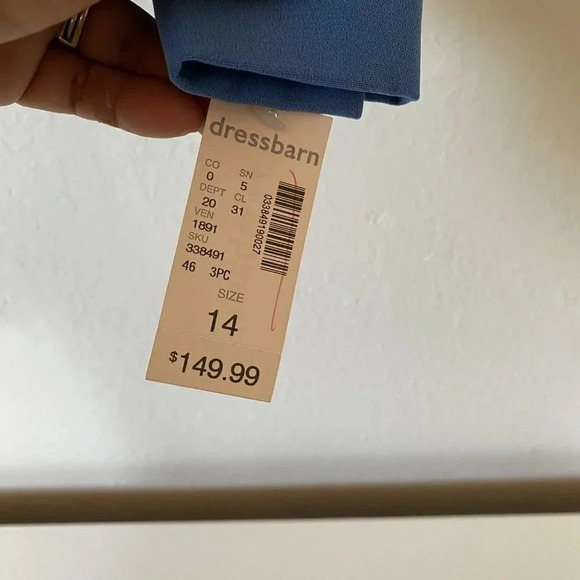 dressbarn
CO SN
0 5
DEPT CL
20 31
VEN
1891
SKU
338491
46 3PC
033849190027
SIZE
14
$149.99